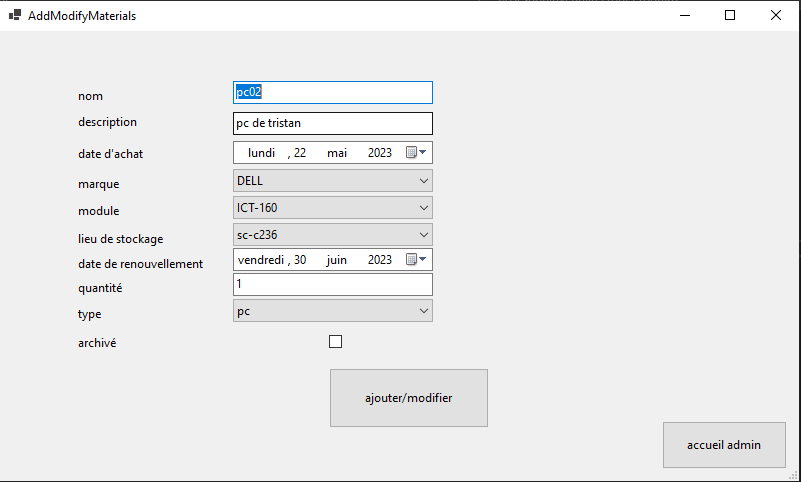 AddModifyMaterials
nom pc02
description pc de tristan
date d'achat lundi , 22 mai 2023
marque DELL
module ICT-160
lieu de stockage sc-c236
date de renouvellement vendredi , 30 juin 2023
quantité 1
type pc
archivé
ajouter/modifier
accueil admin